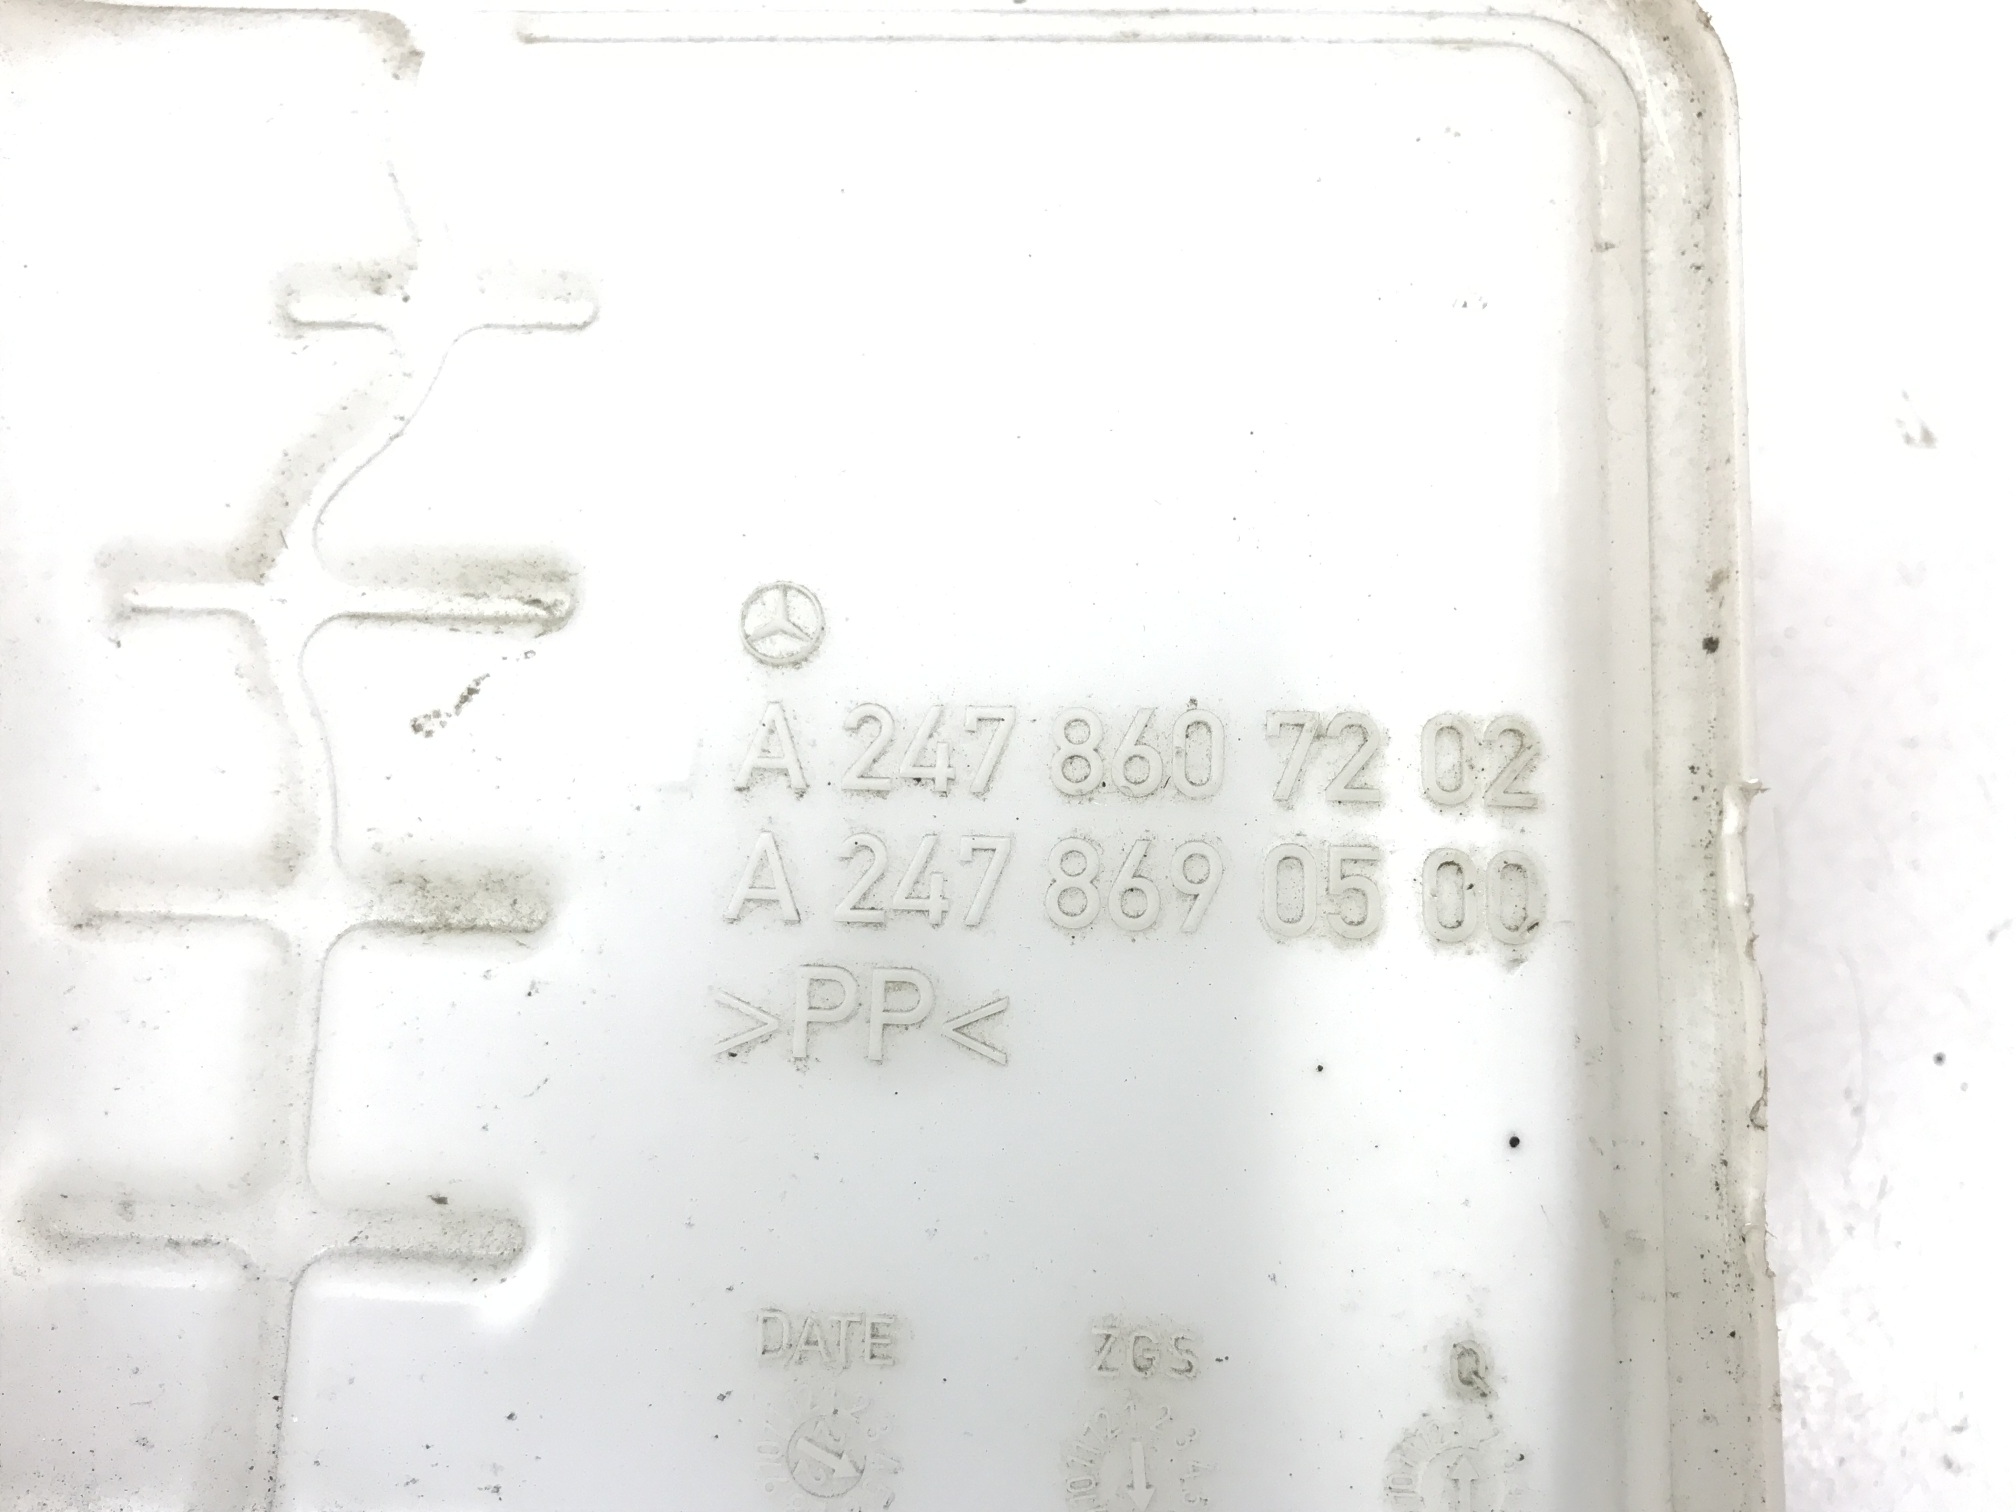 A 247 860 72 02
A 247 869 05 00
>PP<
DATE ZGS Q